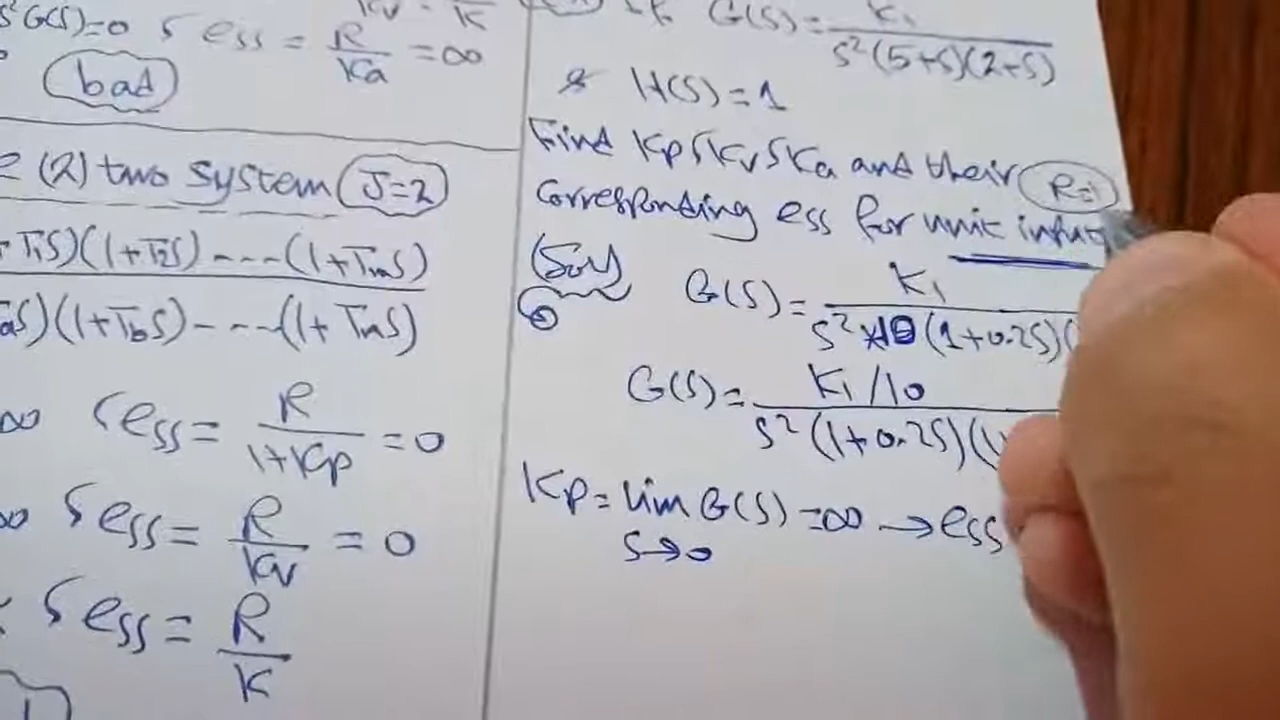 s²G(s)=0 , ess = R/Ka = ∞
bad
(2) two system J=2
T1s)(1+T2s) ---- (1+Tms)
as)(1+Tbs) - --- (1+ Tns)
∞ , ess = R/(1+Kp) = 0
∞ , ess = R/Kv = 0
, ess = R/K
G(s) = K1 / s²(5+s)(2+s)
& H(s) = 1
Find Kp, Kv, Ka and their R=1
Corresponding ess for unit input
(Sol)
G(s) = K1 / s² *10 (1+0.2s)(
G(s) = K1/10 / s² (1+0.2s)(1
Kp = lim G(s) = ∞ → ess
s→0